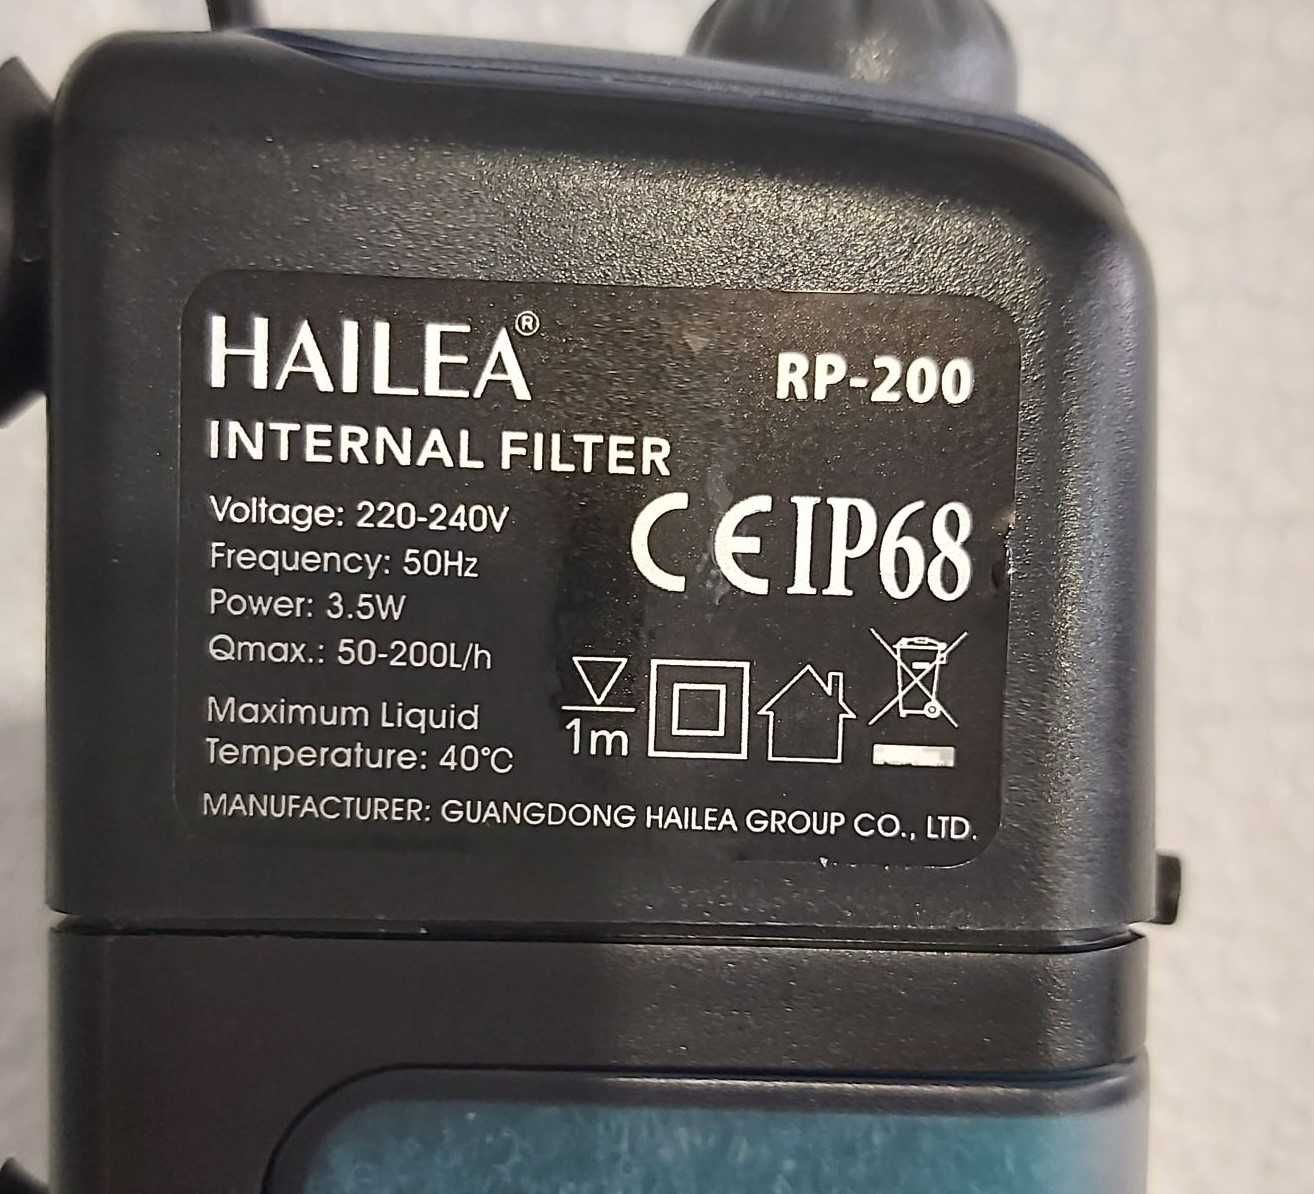 HAILEA®
RP-200
INTERNAL FILTER
Voltage: 220-240V
Frequency: 50Hz
Power: 3.5W
Qmax.: 50-200L/h
CE IP68
Maximum Liquid
Temperature: 40°C
1m
MANUFACTURER: GUANGDONG HAILEA GROUP CO., LTD.